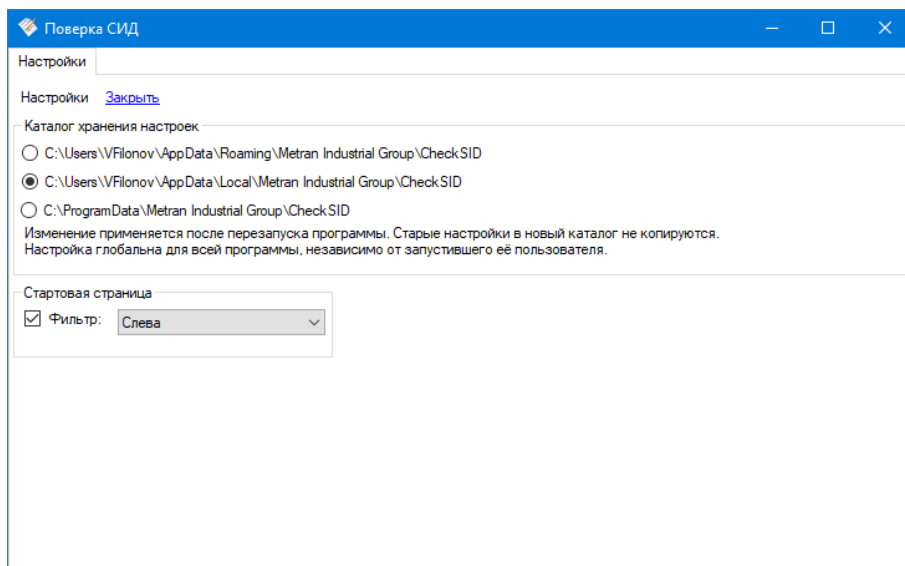 Поверка СИД
Настройки
Настройки Закрыть
Каталог хранения настроек
C:\Users\VFilonov\AppData\Roaming\Metran Industrial Group\CheckSID
C:\Users\VFilonov\AppData\Local\Metran Industrial Group\CheckSID
C:\ProgramData\Metran Industrial Group\CheckSID
Изменение применяется после перезапуска программы. Старые настройки в новый каталог не копируются.
Настройка глобальна для всей программы, независимо от запустившего её пользователя.
Стартовая страница
Фильтр: Слева